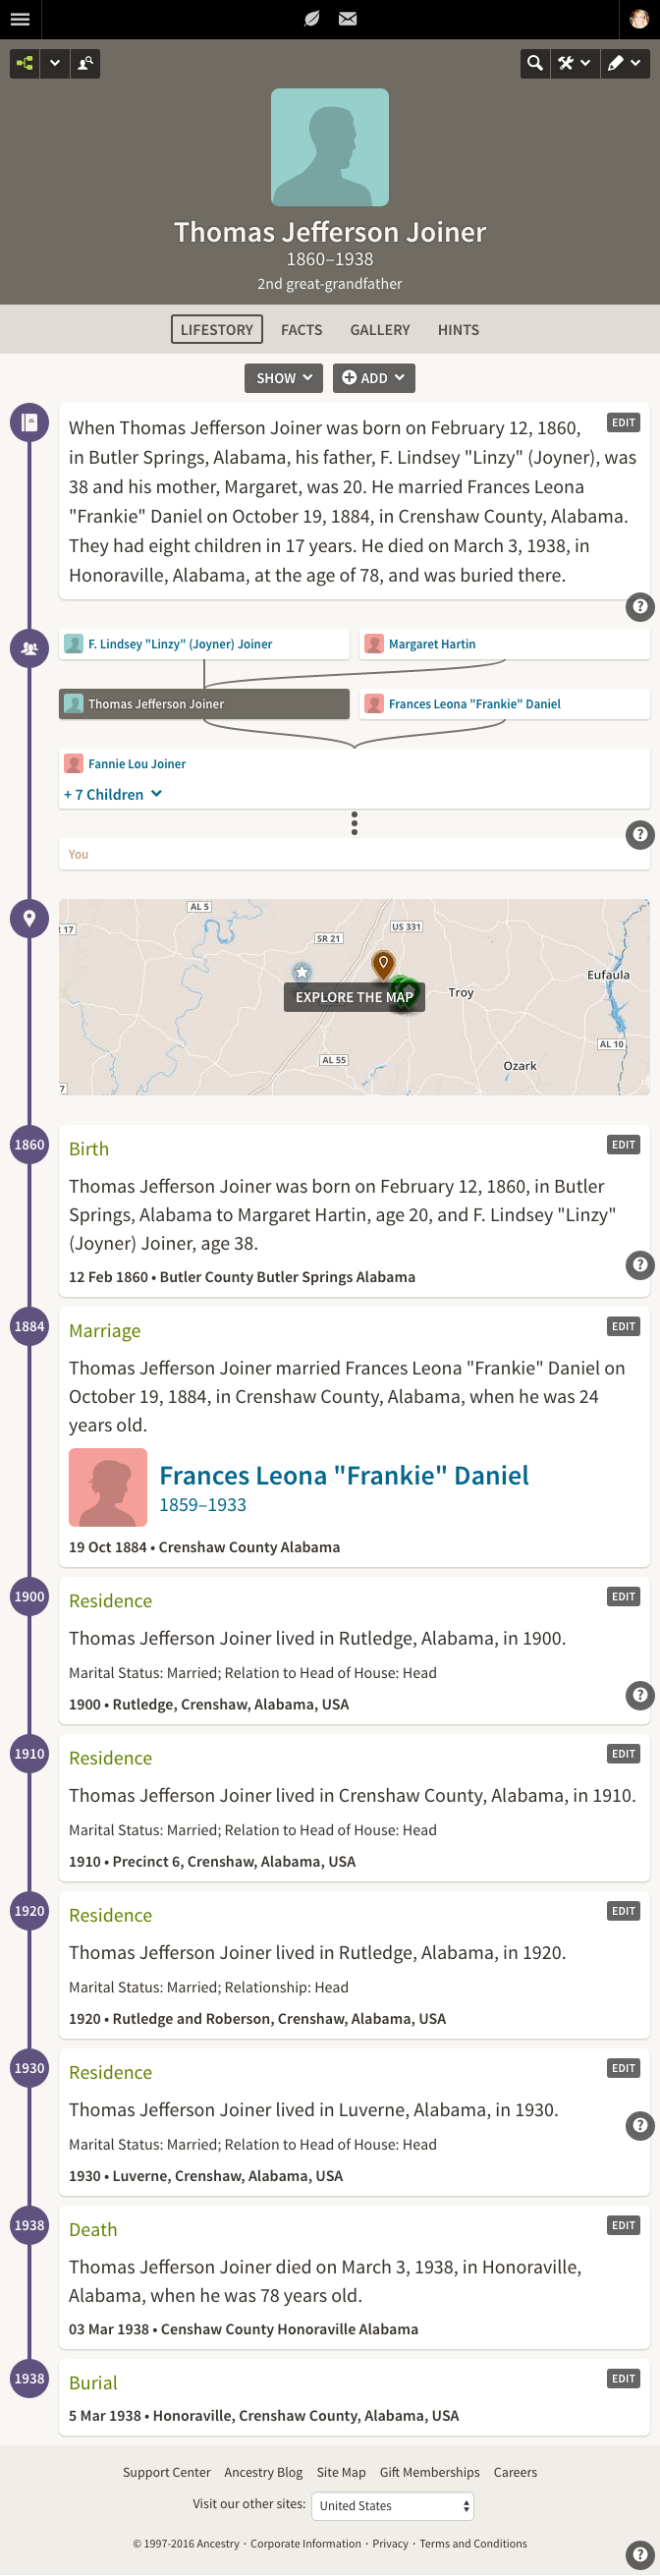 Thomas Jefferson Joiner
1860–1938
2nd great-grandfather
LIFESTORY FACTS GALLERY HINTS
SHOW ADD
EDIT
When Thomas Jefferson Joiner was born on February 12, 1860,
in Butler Springs, Alabama, his father, F. Lindsey "Linzy" (Joyner), was
38 and his mother, Margaret, was 20. He married Frances Leona
"Frankie" Daniel on October 19, 1884, in Crenshaw County, Alabama.
They had eight children in 17 years. He died on March 3, 1938, in
Honoraville, Alabama, at the age of 78, and was buried there.
?
F. Lindsey "Linzy" (Joyner) Joiner Margaret Hartin
Thomas Jefferson Joiner Frances Leona "Frankie" Daniel
Fannie Lou Joiner
+ 7 Children
?
You
AL 5
R 17
US 331
SR 21
Eufaula
Troy
EXPLORE THE MAP
AL 10
AL 55
Ozark
7
1860 Birth EDIT
Thomas Jefferson Joiner was born on February 12, 1860, in Butler
Springs, Alabama to Margaret Hartin, age 20, and F. Lindsey "Linzy"
(Joyner) Joiner, age 38.
?
12 Feb 1860 • Butler County Butler Springs Alabama
1884 Marriage EDIT
Thomas Jefferson Joiner married Frances Leona "Frankie" Daniel on
October 19, 1884, in Crenshaw County, Alabama, when he was 24
years old.
Frances Leona "Frankie" Daniel
1859–1933
19 Oct 1884 • Crenshaw County Alabama
1900 Residence EDIT
Thomas Jefferson Joiner lived in Rutledge, Alabama, in 1900.
Marital Status: Married; Relation to Head of House: Head
?
1900 • Rutledge, Crenshaw, Alabama, USA
1910 Residence EDIT
Thomas Jefferson Joiner lived in Crenshaw County, Alabama, in 1910.
Marital Status: Married; Relation to Head of House: Head
1910 • Precinct 6, Crenshaw, Alabama, USA
1920 Residence EDIT
Thomas Jefferson Joiner lived in Rutledge, Alabama, in 1920.
Marital Status: Married; Relationship: Head
1920 • Rutledge and Roberson, Crenshaw, Alabama, USA
1930 Residence EDIT
Thomas Jefferson Joiner lived in Luverne, Alabama, in 1930.
?
Marital Status: Married; Relation to Head of House: Head
1930 • Luverne, Crenshaw, Alabama, USA
1938 Death EDIT
Thomas Jefferson Joiner died on March 3, 1938, in Honoraville,
Alabama, when he was 78 years old.
03 Mar 1938 • Censhaw County Honoraville Alabama
1938 Burial EDIT
5 Mar 1938 • Honoraville, Crenshaw County, Alabama, USA
Support Center Ancestry Blog Site Map Gift Memberships Careers
Visit our other sites: United States
© 1997-2016 Ancestry · Corporate Information · Privacy · Terms and Conditions
?